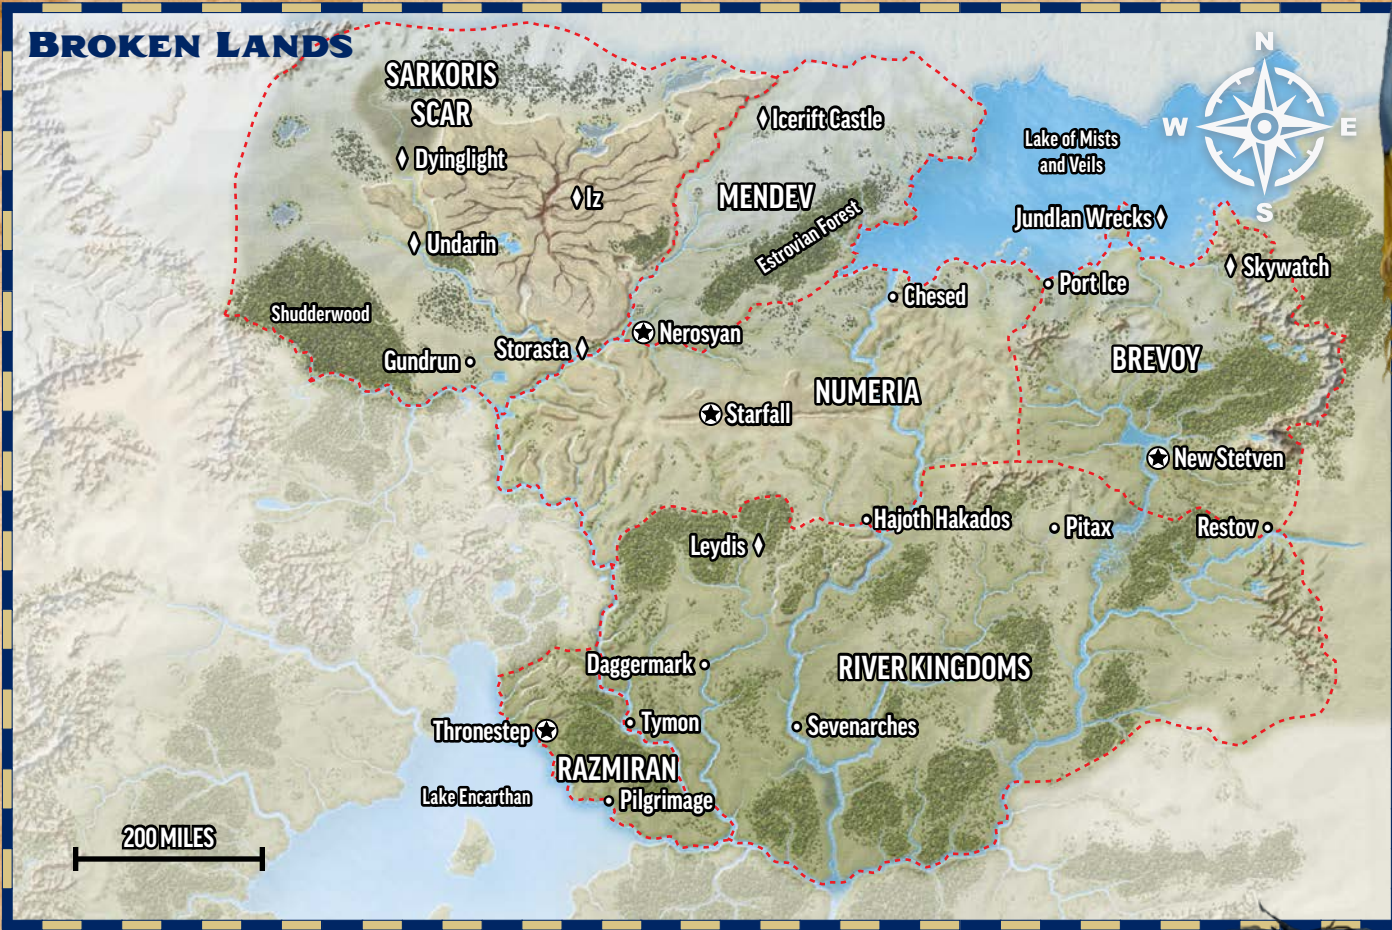 BROKEN LANDS
N
W
E
S
SARKORIS
SCAR
Icerift Castle
Lake of Mists
and Veils
Dyinglight
Iz
MENDEV
Jundlan Wrecks
Undarin
Estrovian Forest
Skywatch
Port Ice
Chesed
Shudderwood
Nerosyan
Storasta
Gundrun
BREVOY
NUMERIA
Starfall
New Stetven
Hajoth Hakados
Pitax
Restov
Leydis
Daggermark
RIVER KINGDOMS
Tymon
Sevenarches
Thronestep
RAZMIRAN
Lake Encarthan
Pilgrimage
200 MILES